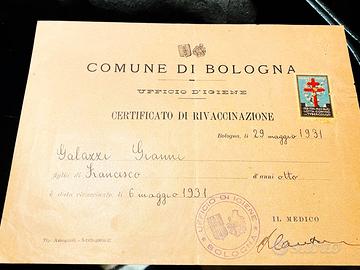 COMUNE DI BOLOGNA
UFFICIO D'IGIENE
CERTIFICATO DI RIVACCINAZIONE
Bologna, li 29 maggio 1931
Galazzi Gianni
figlio di Francesco d'anni otto
è stato rivaccinato il 6 maggio 1931
IL MEDICO
UFFICIO DI IGIENE
BOLOGNA